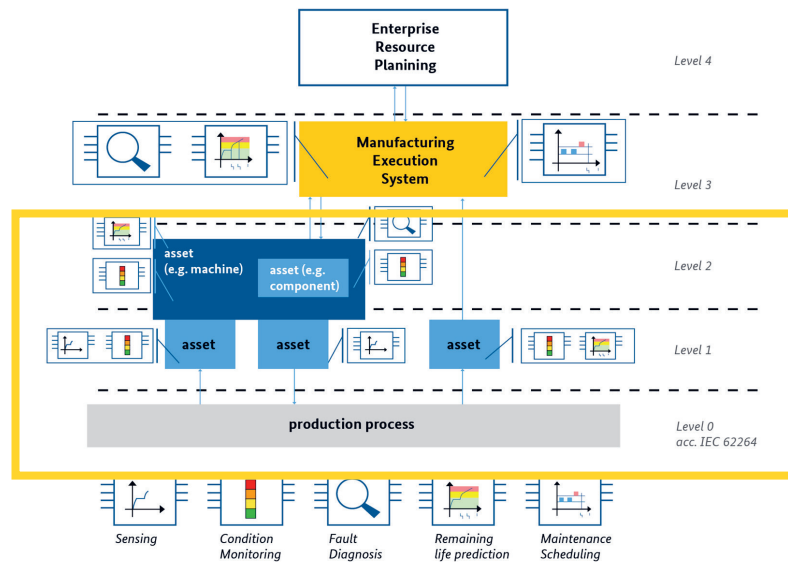 Enterprise
Resource
Planining
Level 4
Manufacturing
Execution
System
Level 3
asset
(e.g. machine)
asset (e.g.
component)
Level 2
asset
asset
asset
Level 1
production process
Level 0
acc. IEC 62264
Sensing
Condition
Monitoring
Fault
Diagnosis
Remaining
life prediction
Maintenance
Scheduling